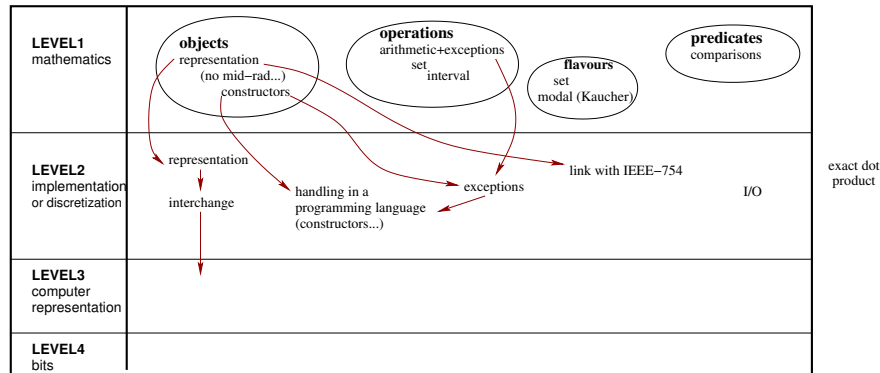 LEVEL1
mathematics
objects
representation
(no mid−rad...)
constructors
operations
arithmetic+exceptions
set
interval
flavours
set
modal (Kaucher)
predicates
comparisons
LEVEL2
implementation
or discretization
representation
interchange
handling in a
programming language
(constructors...)
exceptions
link with IEEE−754
I/O
exact dot
product
LEVEL3
computer
representation
LEVEL4
bits